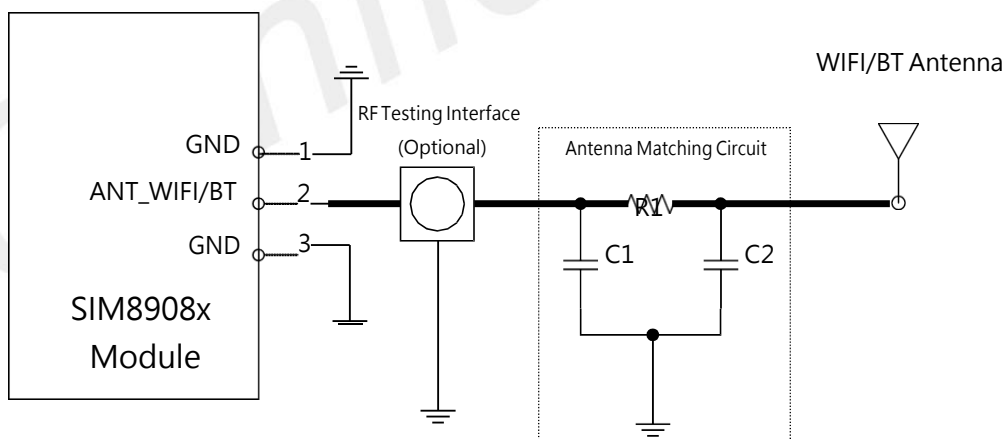 WIFI/BT Antenna
RF Testing Interface
(Optional)
Antenna Matching Circuit
GND
1
ANT_WIFI/BT
2
R1
GND
3
C1
C2
SIM8908x
Module